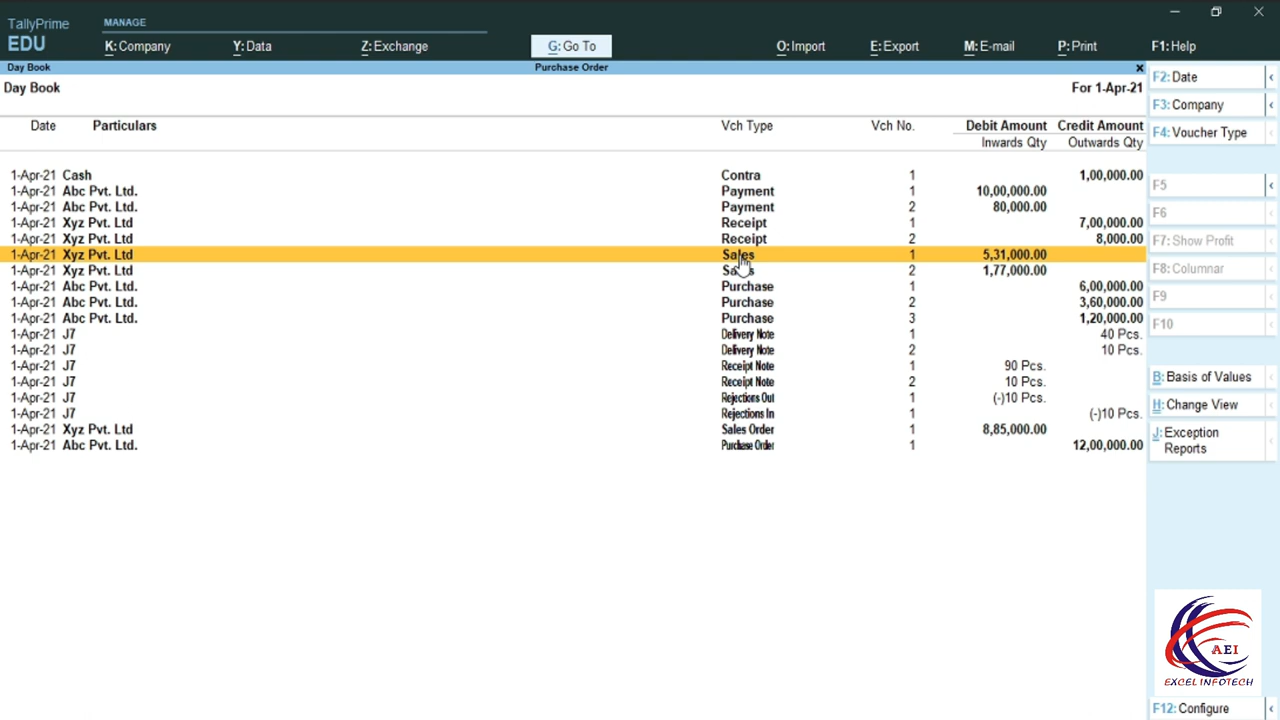 TallyPrime
EDU
MANAGE
K: Company Y: Data Z: Exchange G: Go To O: Import E: Export M: E-mail P: Print F1: Help
Day Book Purchase Order
Day Book For 1-Apr-21
Date Particulars Vch Type Vch No. Debit Amount Credit Amount
Inwards Qty Outwards Qty
1-Apr-21 Cash Contra 1 1,00,000.00
1-Apr-21 Abc Pvt. Ltd. Payment 1 10,00,000.00
1-Apr-21 Abc Pvt. Ltd. Payment 2 80,000.00
1-Apr-21 Xyz Pvt. Ltd Receipt 1 7,00,000.00
1-Apr-21 Xyz Pvt. Ltd Receipt 2 8,000.00
1-Apr-21 Xyz Pvt. Ltd Sales 1 5,31,000.00
1-Apr-21 Xyz Pvt. Ltd Sales 2 1,77,000.00
1-Apr-21 Abc Pvt. Ltd. Purchase 1 6,00,000.00
1-Apr-21 Abc Pvt. Ltd. Purchase 2 3,60,000.00
1-Apr-21 Abc Pvt. Ltd. Purchase 3 1,20,000.00
1-Apr-21 J7 Delivery Note 1 40 Pcs.
1-Apr-21 J7 Delivery Note 2 10 Pcs.
1-Apr-21 J7 Receipt Note 1 90 Pcs.
1-Apr-21 J7 Receipt Note 2 10 Pcs.
1-Apr-21 J7 Rejections Out 1 (-)10 Pcs.
1-Apr-21 J7 Rejections In 1 (-)10 Pcs.
1-Apr-21 Xyz Pvt. Ltd Sales Order 1 8,85,000.00
1-Apr-21 Abc Pvt. Ltd. Purchase Order 1 12,00,000.00
F2: Date
F3: Company
F4: Voucher Type
F5
F6
F7: Show Profit
F8: Columnar
F9
F10
B: Basis of Values
H: Change View
J: Exception
Reports
AEI
EXCEL INFOTECH
F12: Configure